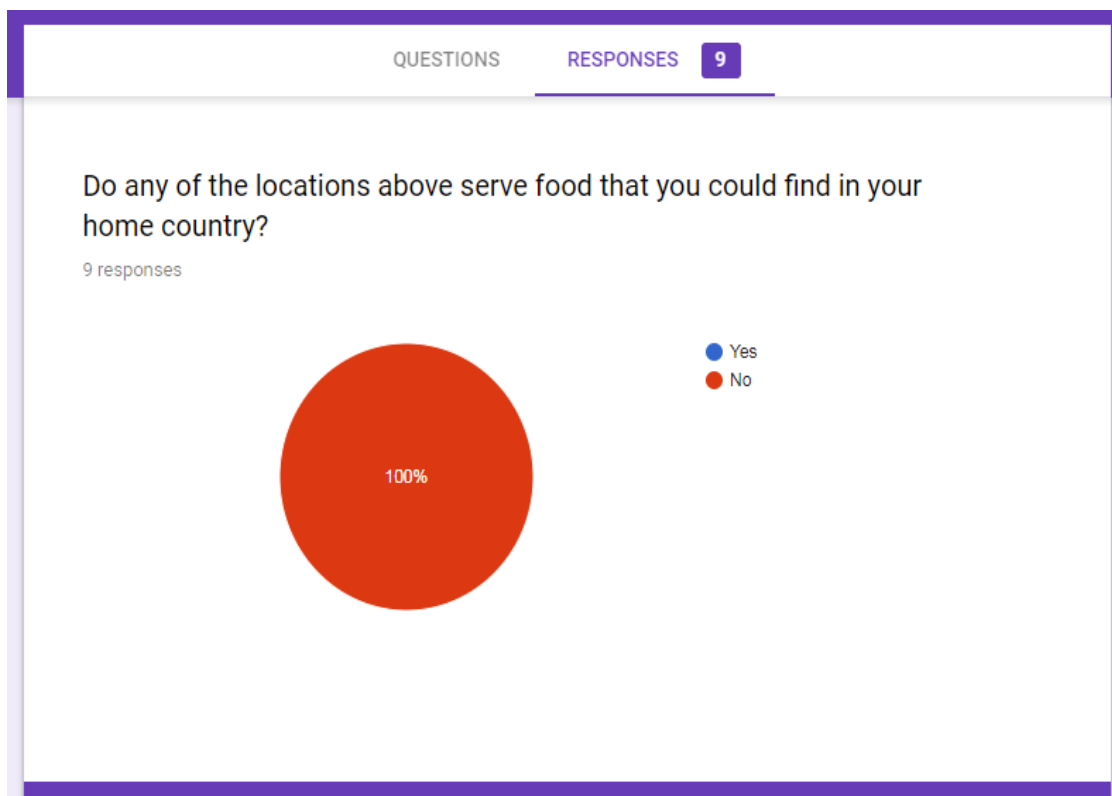 QUESTIONS RESPONSES 9
Do any of the locations above serve food that you could find in your
home country?
9 responses
Yes
No
100%